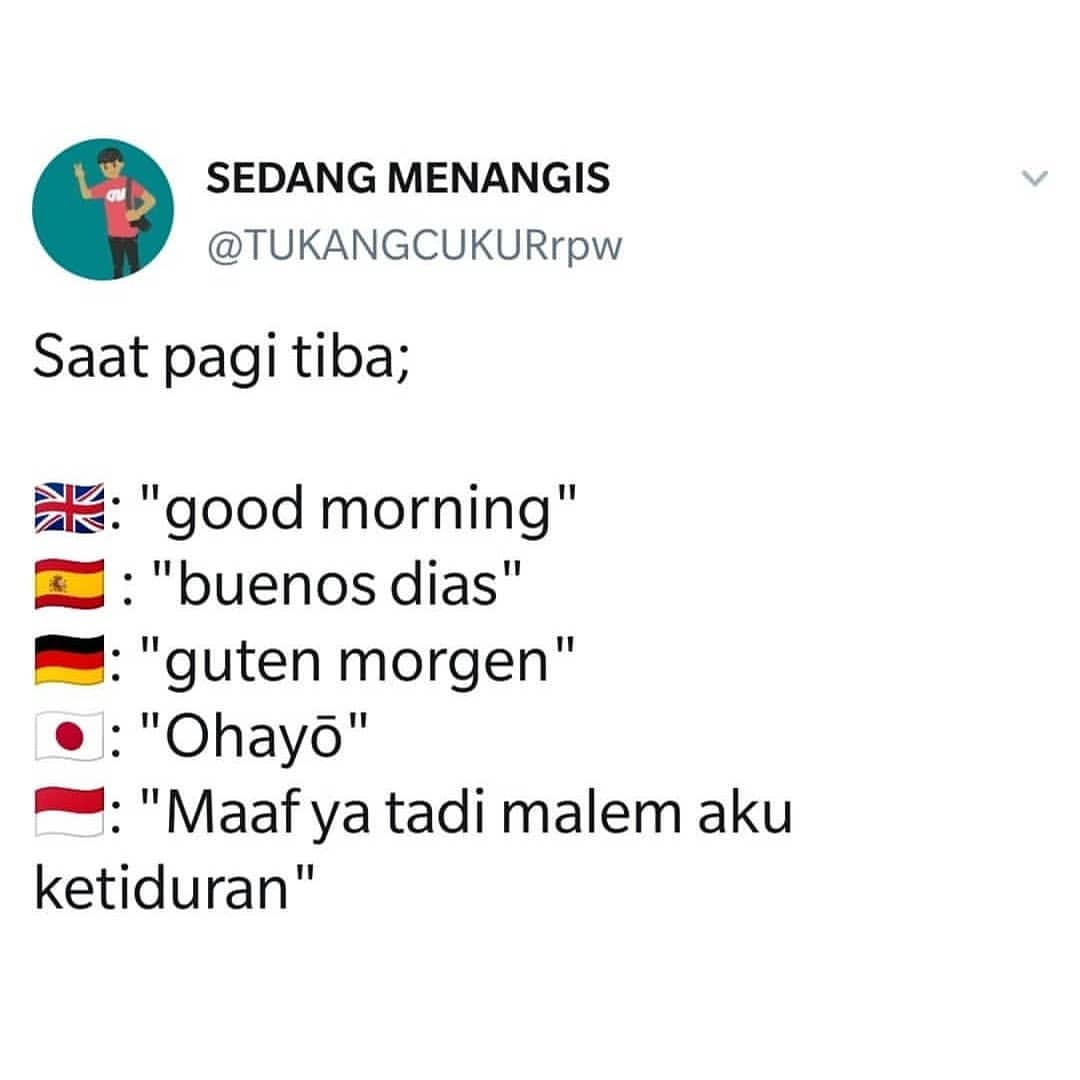 SEDANG MENANGIS
@TUKANGCUKURrpw
Saat pagi tiba;
🇬🇧: "good morning"
🇪🇸 : "buenos dias"
🇩🇪: "guten morgen"
🇯🇵: "Ohayō"
🇮🇩: "Maaf ya tadi malem aku
ketiduran"